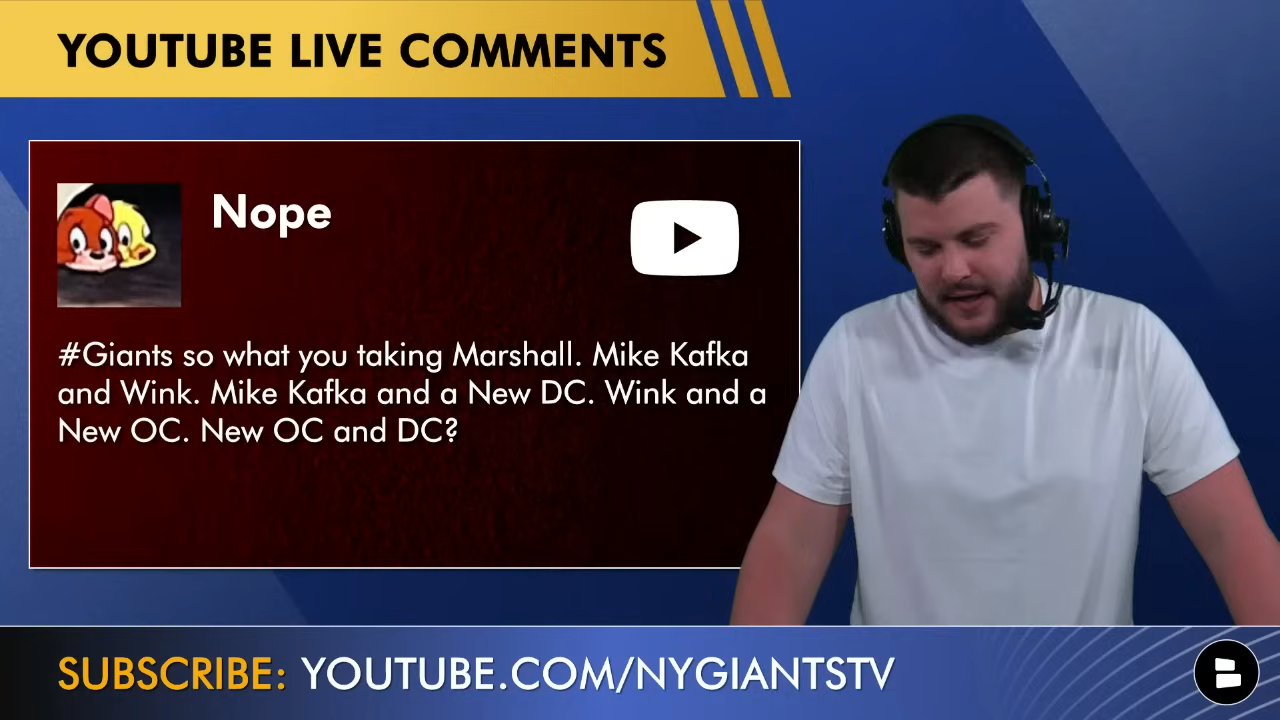 YOUTUBE LIVE COMMENTS
Nope
#Giants so what you taking Marshall. Mike Kafka
and Wink. Mike Kafka and a New DC. Wink and a
New OC. New OC and DC?
SUBSCRIBE: YOUTUBE.COM/NYGIANTSTV